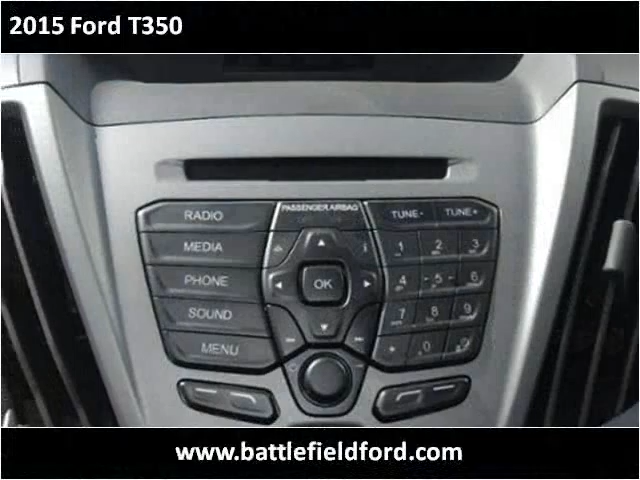 2015 Ford T350
RADIO
PASSENGER AIRBAG
TUNE- TUNE+
MEDIA
i
1 2 3
PHONE
OK
4 -5- 6
SOUND
7 8 9
MENU
* 0
www.battlefieldford.com